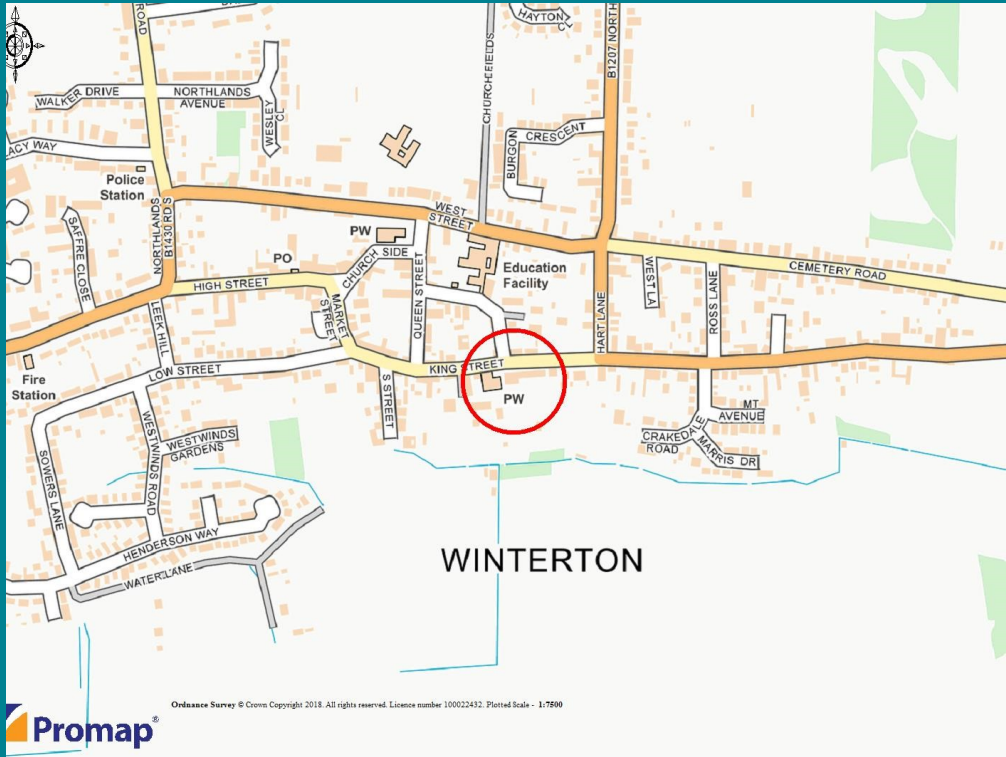 ROAD
HAYTON
CL
B1207 NORTH
CHURCHFIELDS
WALKER DRIVE
NORTHLANDS
AVENUE
WESLEY
CL
BURGON
CRESCENT
ACY WAY
Police
Station
NORTHLANDS
B1430 RD S
SAFFRE CLOSE
WEST
STREET
PW
CHURCH SIDE
PO
QUEEN STREET
Education
Facility
WEST LA
ROSS LANE
CEMETERY ROAD
HIGH STREET
MARKET
STREET
HART LANE
LEEK HILL
LOW STREET
KING STREET
Fire
Station
S STREET
PW
MT
AVENUE
CRAKEDALE
ROAD
MARRIS DR
WESTWINDS
GARDENS
WESTWINDS ROAD
SOWERS LANE
HENDERSON WAY
WATER LANE
WINTERTON
Ordnance Survey © Crown Copyright 2018. All rights reserved. Licence number 100022432. Plotted Scale - 1:7500
Promap®